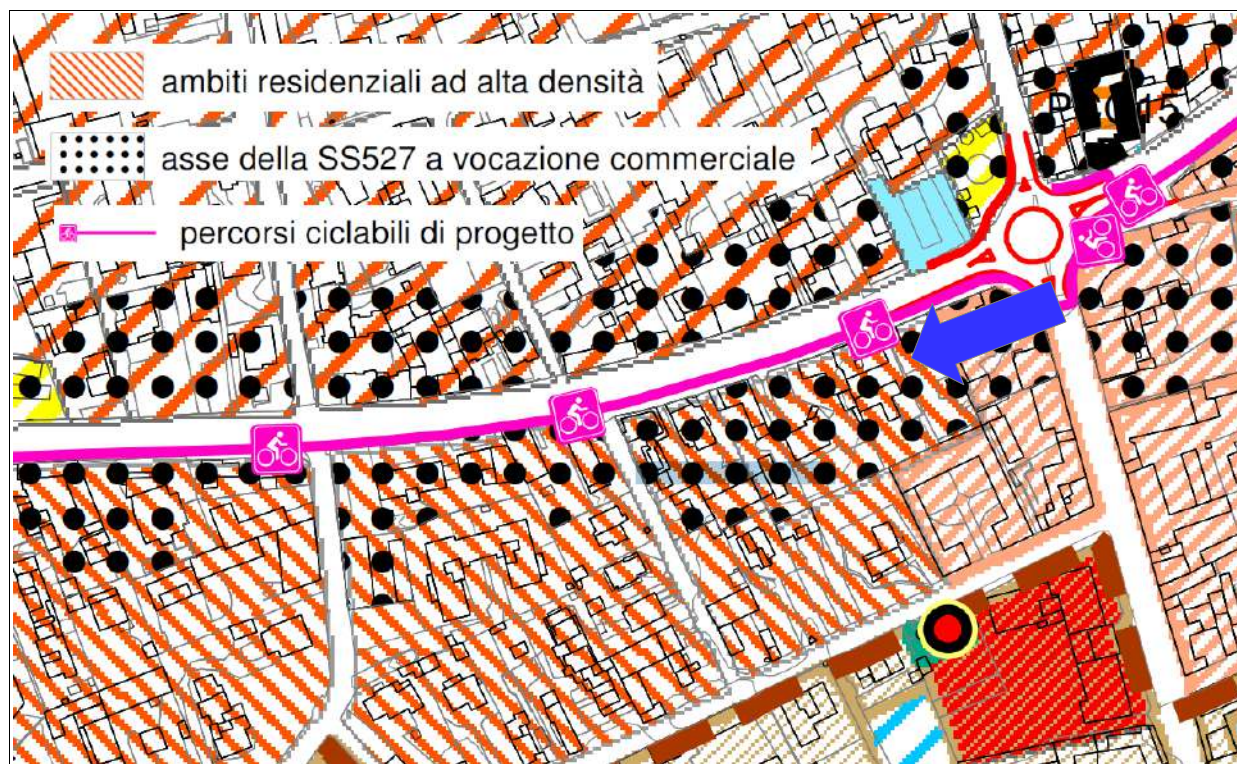 ambiti residenziali ad alta densità
asse della SS527 a vocazione commerciale
percorsi ciclabili di progetto